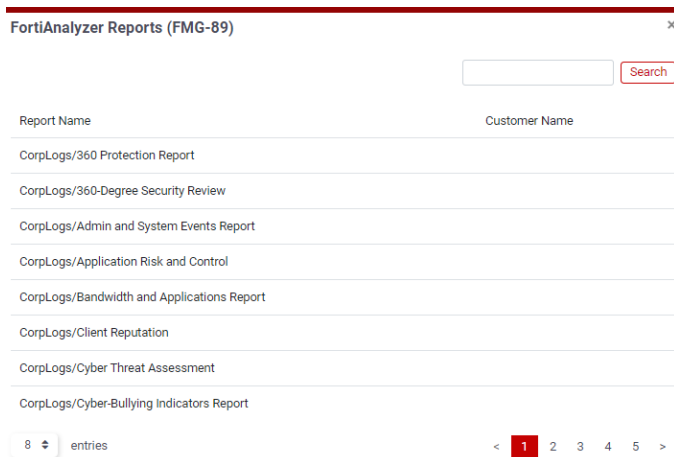 FortiAnalyzer Reports (FMG-89) ×
Search
Report Name Customer Name
CorpLogs/360 Protection Report
CorpLogs/360-Degree Security Review
CorpLogs/Admin and System Events Report
CorpLogs/Application Risk and Control
CorpLogs/Bandwidth and Applications Report
CorpLogs/Client Reputation
CorpLogs/Cyber Threat Assessment
CorpLogs/Cyber-Bullying Indicators Report
8 entries < 1 2 3 4 5 >